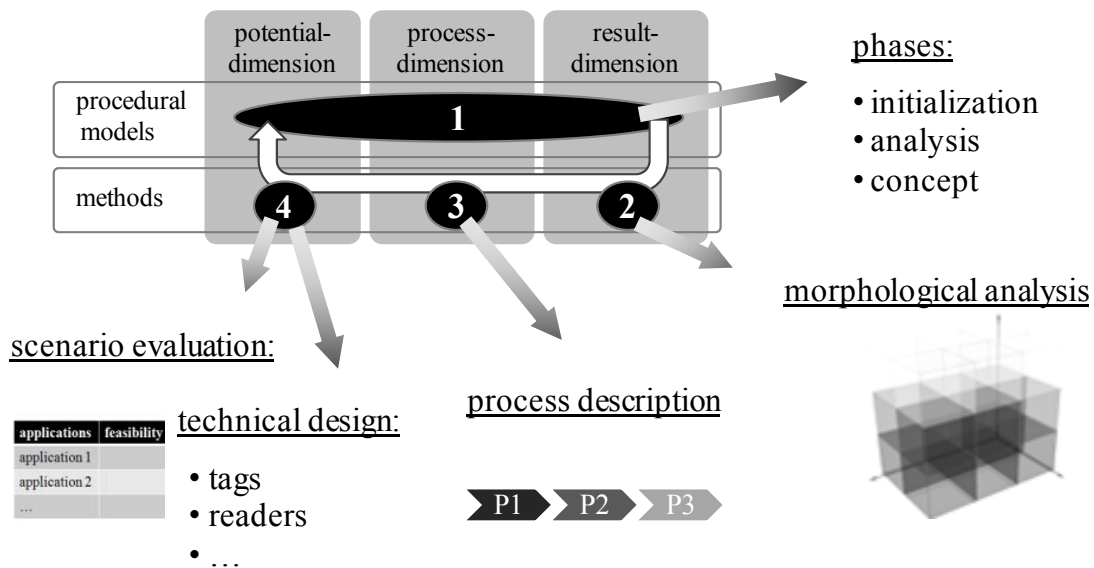 potential-
dimension
process-
dimension
result-
dimension
phases:
procedural
models
1
• initialization
• analysis
• concept
methods
4
3
2
morphological analysis
scenario evaluation:
process description
technical design:
applications feasibility
application 1
application 2
…
• tags
• readers
• …
P1 P2 P3